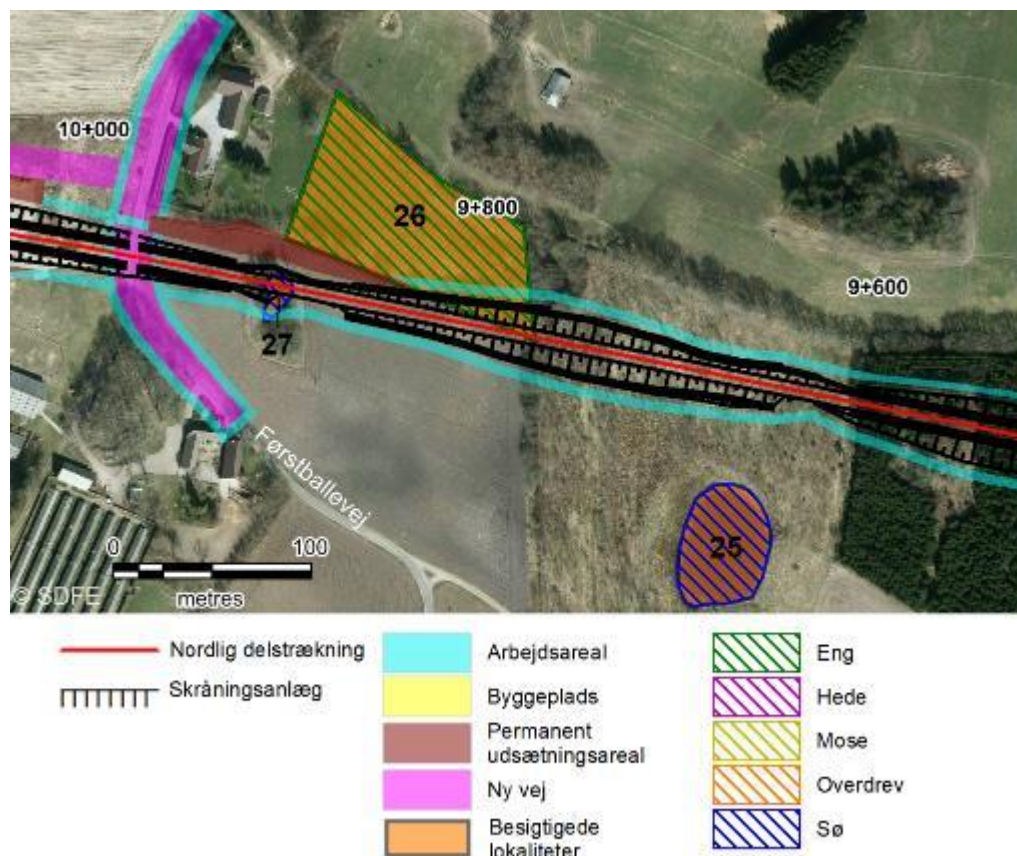 10+000
26
9+800
9+600
27
Førstballevej
25
0 100
© SDFE
metres
Nordlig delstrækning
Skråningsanlæg
Arbejdsareal
Byggeplads
Permanent
udsætningsareal
Ny vej
Besigtigede
lokaliteter
Eng
Hede
Mose
Overdrev
Sø